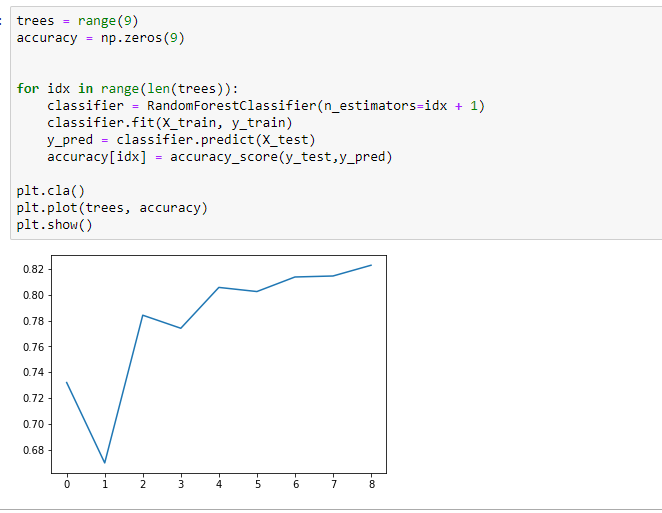 :
trees = range(9)
accuracy = np.zeros(9)
for idx in range(len(trees)):
    classifier = RandomForestClassifier(n_estimators=idx + 1)
    classifier.fit(X_train, y_train)
    y_pred = classifier.predict(X_test)
    accuracy[idx] = accuracy_score(y_test,y_pred)
plt.cla()
plt.plot(trees, accuracy)
plt.show()
0.82
0.80
0.78
0.76
0.74
0.72
0.70
0.68
0 1 2 3 4 5 6 7 8